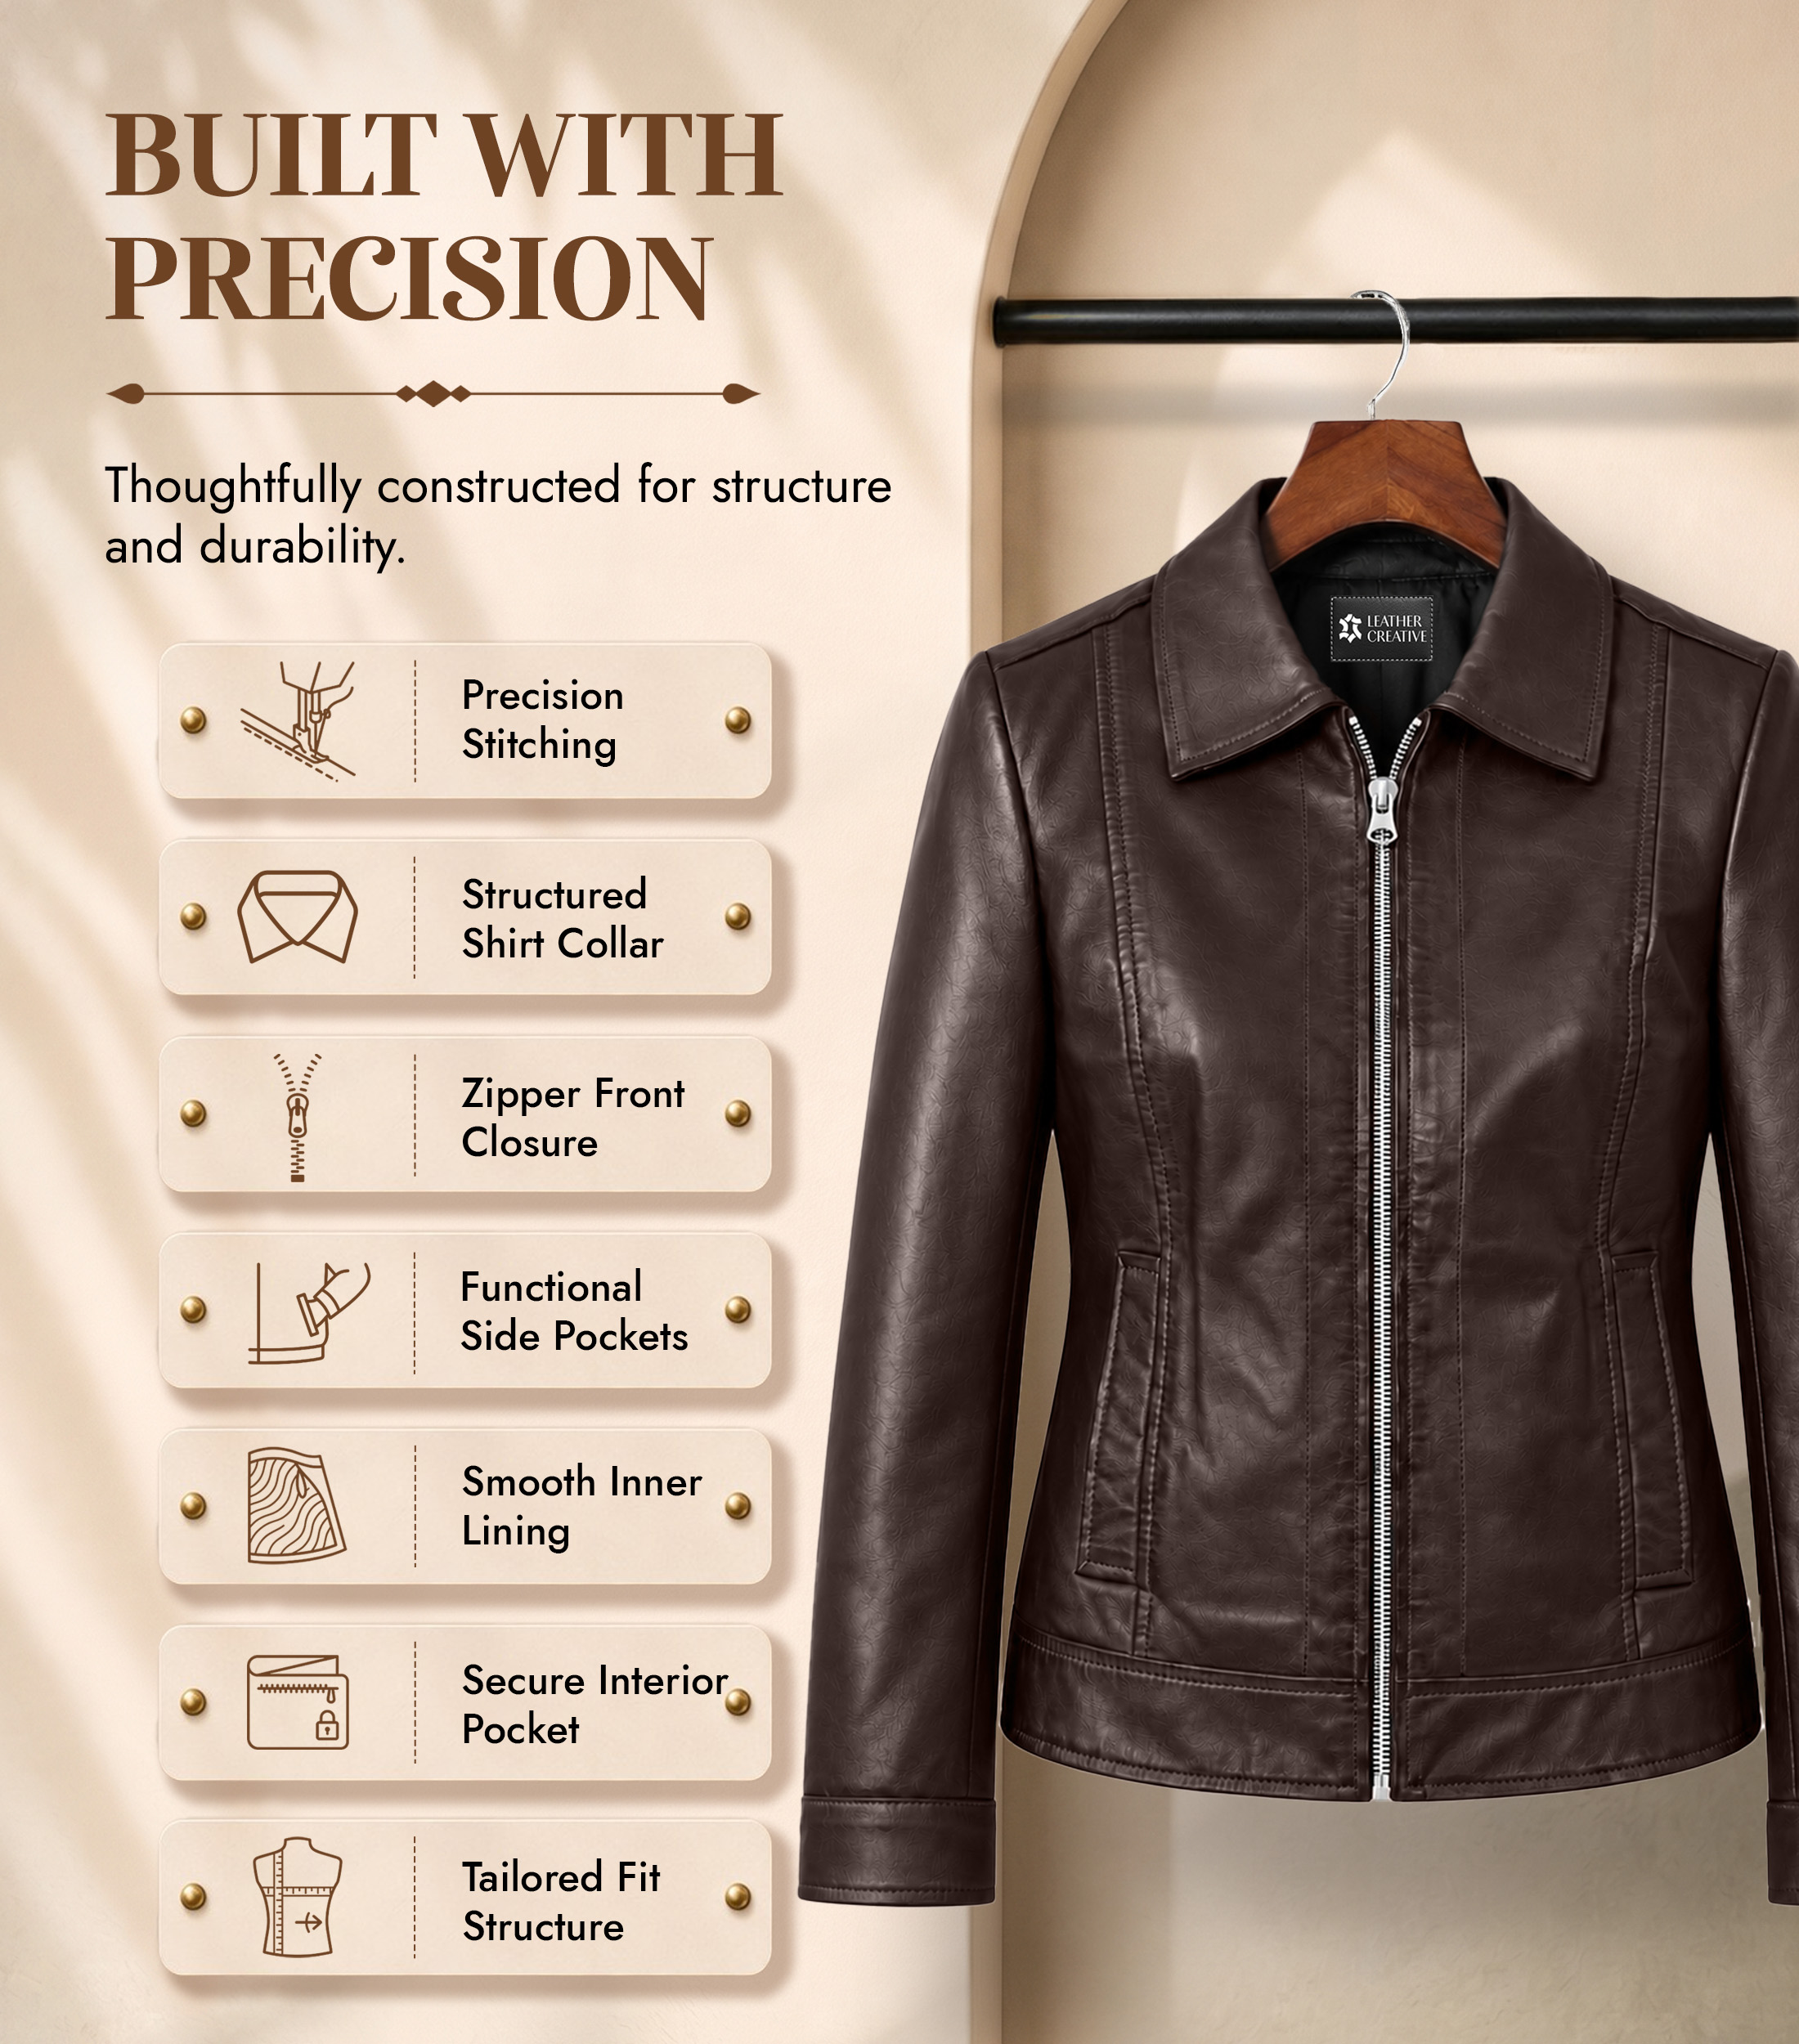 BUILT WITH
PRECISION
Thoughtfully constructed for structure
and durability.
Precision
Stitching
Structured
Shirt Collar
Zipper Front
Closure
Functional
Side Pockets
Smooth Inner
Lining
Secure Interior
Pocket
Tailored Fit
Structure
LEATHER
CREATIVE